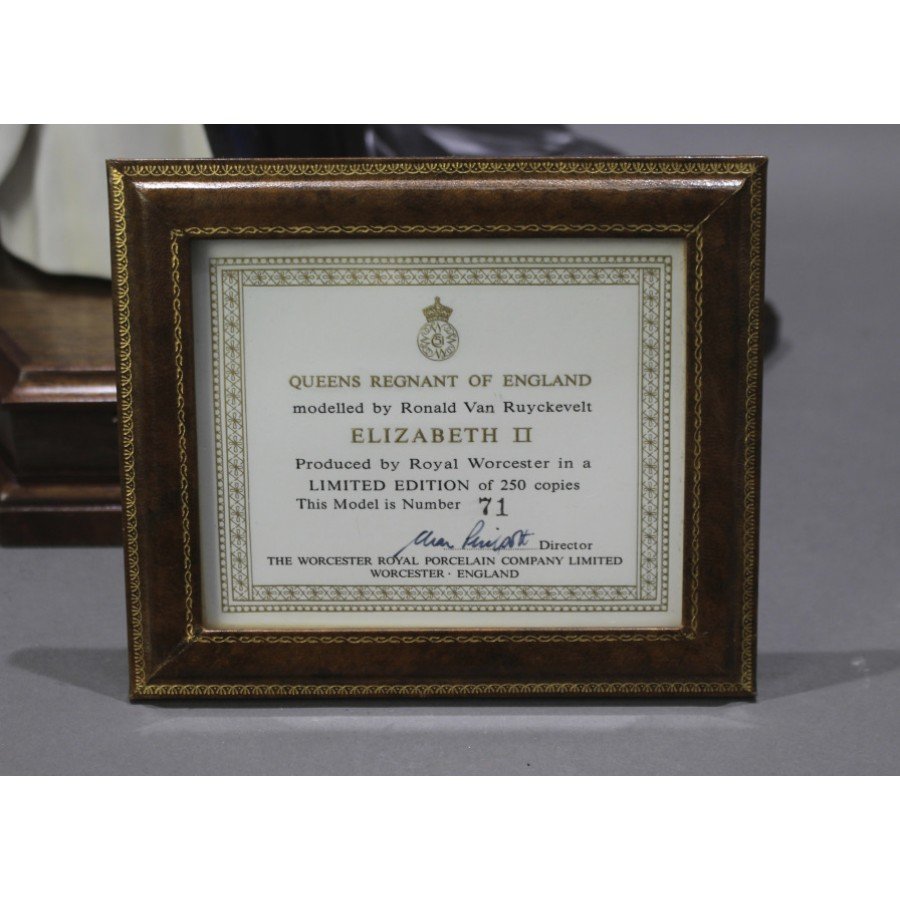 QUEENS REGNANT OF ENGLAND
modelled by Ronald Van Ruyckevelt
ELIZABETH II
Produced by Royal Worcester in a
LIMITED EDITION of 250 copies
This Model is Number 71
Director
THE WORCESTER ROYAL PORCELAIN COMPANY LIMITED
WORCESTER · ENGLAND